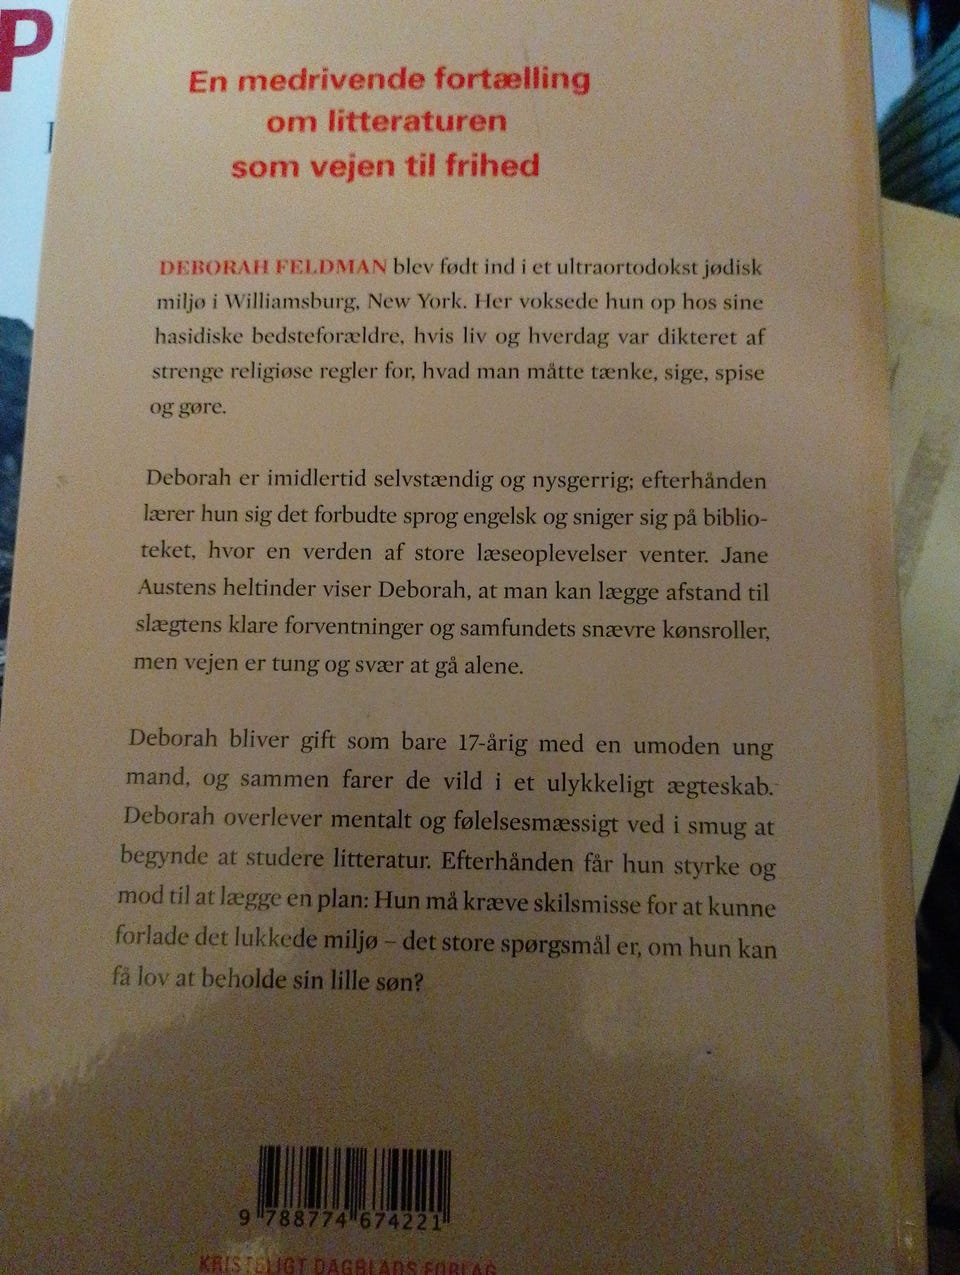 P
En medrivende fortælling
om litteraturen
som vejen til frihed
DEBORAH FELDMAN blev født ind i et ultraortodokst jødisk
miljø i Williamsburg, New York. Her voksede hun op hos sine
hasidiske bedsteforældre, hvis liv og hverdag var dikteret af
strenge religiøse regler for, hvad man måtte tænke, sige, spise
og gøre.
Deborah er imidlertid selvstændig og nysgerrig; efterhånden
lærer hun sig det forbudte sprog engelsk og sniger sig på biblio-
teket, hvor en verden af store læseoplevelser venter. Jane
Austens heltinder viser Deborah, at man kan lægge afstand til
slægtens klare forventninger og samfundets snævre kønsroller,
men vejen er tung og svær at gå alene.
Deborah bliver gift som bare 17-årig med en umoden ung
mand, og sammen farer de vild i et ulykkeligt ægteskab.
Deborah overlever mentalt og følelsesmæssigt ved i smug at
begynde at studere litteratur. Efterhånden får hun styrke og
mod til at lægge en plan: Hun må kræve skilsmisse for at kunne
forlade det lukkede miljø – det store spørgsmål er, om hun kan
få lov at beholde sin lille søn?
9 788774 674221
KRISTELIGT DAGBLADS FORLAG